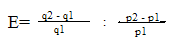 E= q2 - q1 / q1 : p2 - p1 / p1